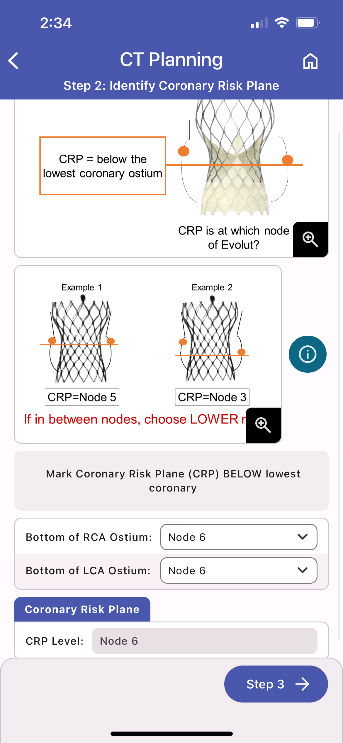 2:34
CT Planning
Step 2: Identify Coronary Risk Plane
CRP = below the
lowest coronary ostium
CRP is at which node
of Evolut?
Example 1
Example 2
CRP=Node 5
CRP=Node 3
If in between nodes, choose LOWER
Mark Coronary Risk Plane (CRP) BELOW lowest
coronary
Bottom of RCA Ostium: Node 6
Bottom of LCA Ostium: Node 6
Coronary Risk Plane
CRP Level: Node 6
Step 3